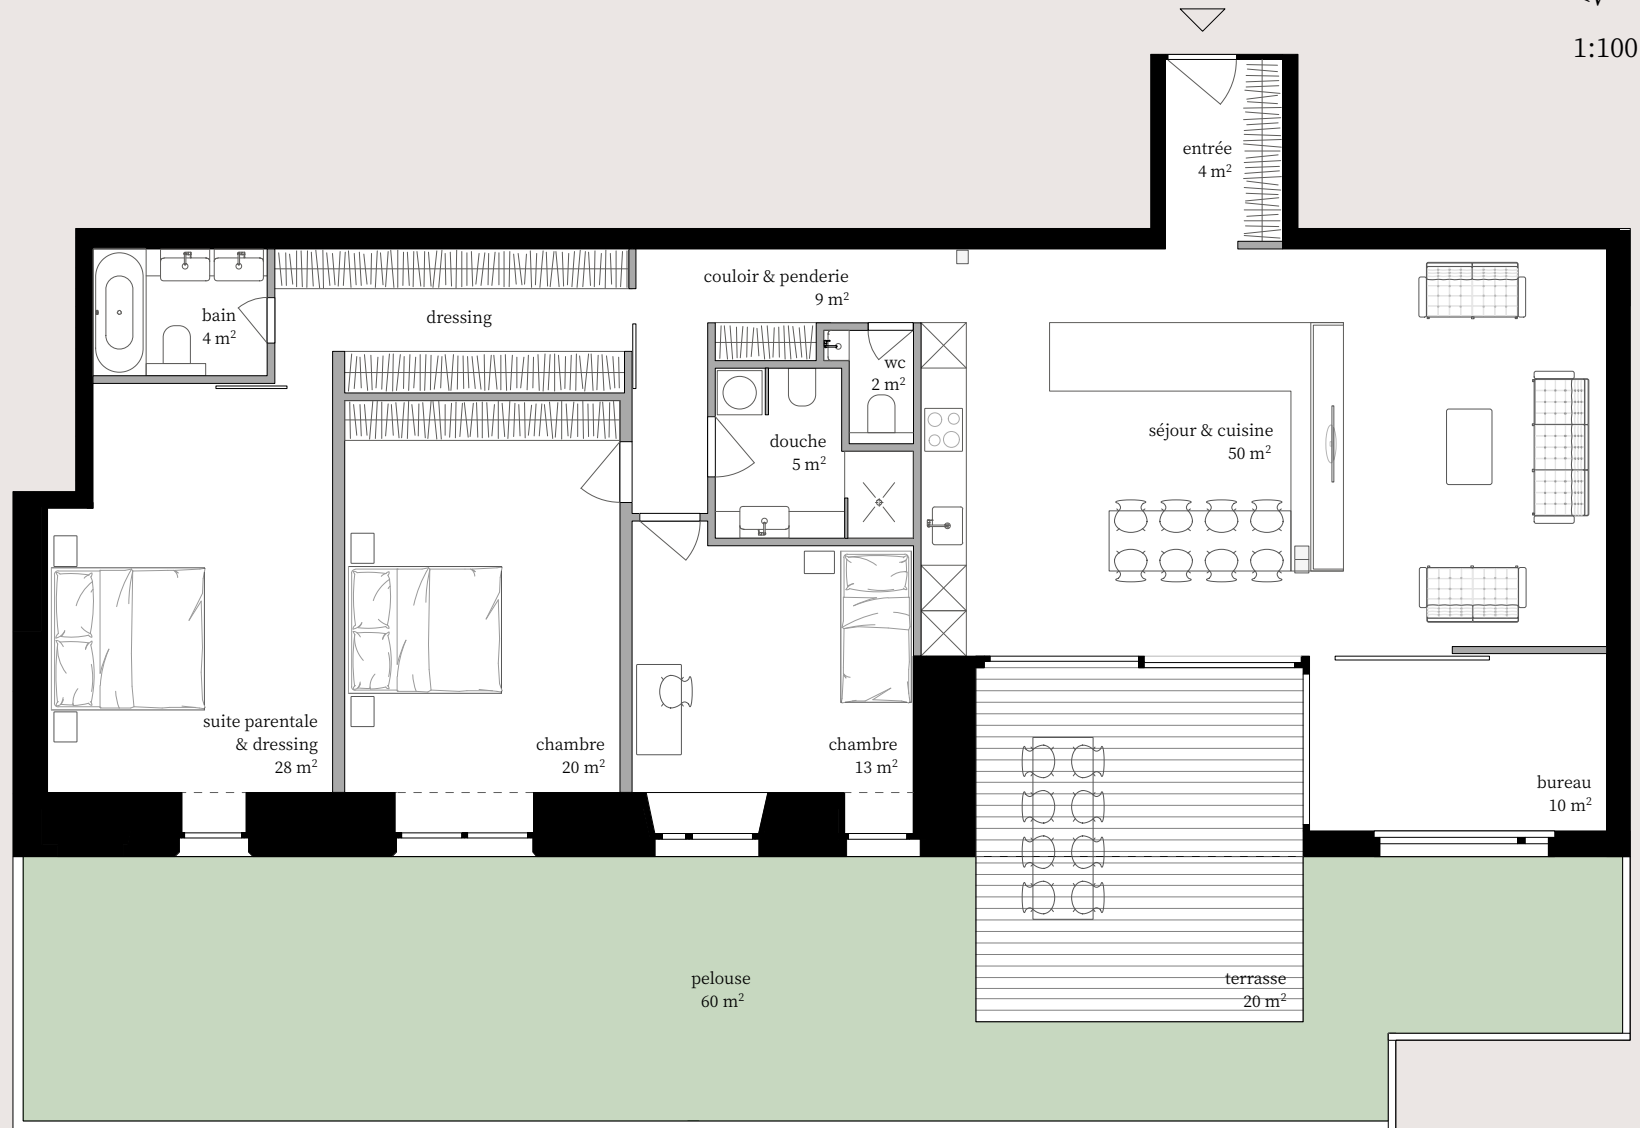 1:100
entrée
4 m²
couloir & penderie
9 m²
bain
4 m²
dressing
wc
2 m²
douche
5 m²
séjour & cuisine
50 m²
suite parentale
& dressing
28 m²
chambre
20 m²
chambre
13 m²
bureau
10 m²
pelouse
60 m²
terrasse
20 m²